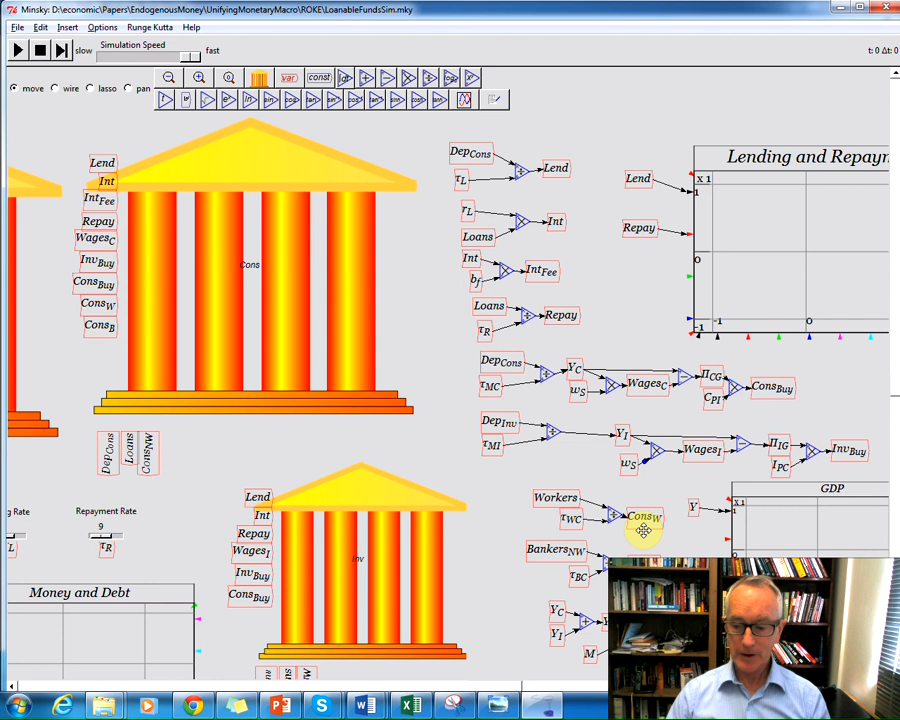 Minsky: D:\economic\Papers\EndogenousMoney\UnifyingMonetaryMacro\ROKE\LoanableFundsSim.mky
File Edit Insert Options Runge Kutta Help
Simulation Speed
slow fast
t: 0 Δt: 0
move wire lasso pan
var const
Lend
Int
IntFee
Repay
WagesC
InvBuy
ConsBuy
ConsW
ConsB
Cons
DepCons
Loans
ConsNW
DepCons
τL
Lend
rL
Loans
Int
Int
bf
IntFee
Loans
τR
Repay
DepCons
τMC
YC
wS
WagesC
ΠCG
CPI
ConsBuy
DepInv
τMI
YI
wS
WagesI
ΠIG
IPC
InvBuy
Workers
τWC
ConsW
BankersNW
τBC
YC
YI
M
Lending and Repaym
Lend
Repay
X 1
1
0
-1
-1
0
GDP
Y
X 1
1
ng Rate
τL
Repayment Rate
9
τR
Money and Debt
Lend
Int
Repay
WagesI
InvBuy
ConsBuy
Inv